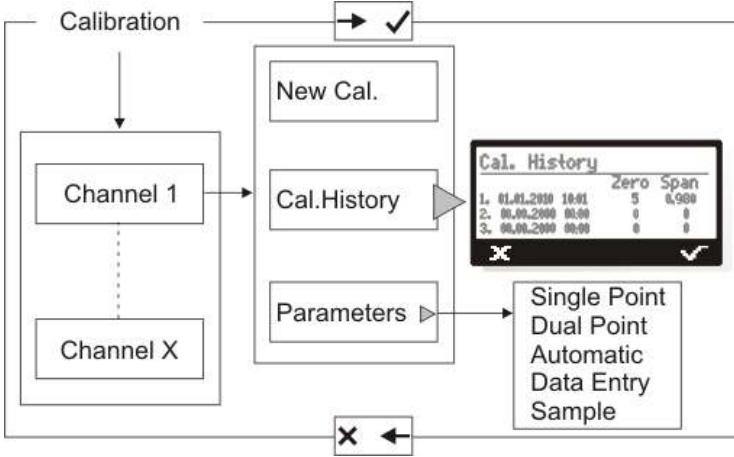 Calibration
New Cal.
Channel 1
Cal.History
Cal. History
Zero Span
1. 01.01.2010 10:01 5 0.980
2. 00.00.2000 00:00 0 0
3. 00.00.2000 00:00 0 0
Parameters
Channel X
Single Point
Dual Point
Automatic
Data Entry
Sample